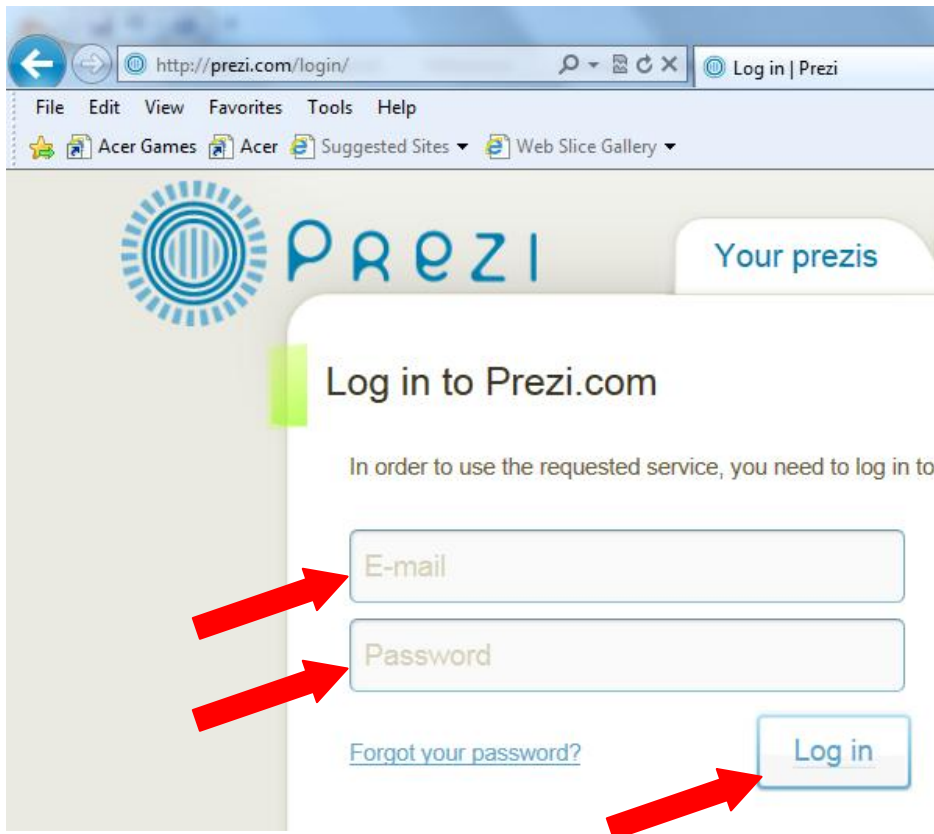 http://prezi.com/login/
Log in | Prezi
File Edit View Favorites Tools Help
Acer Games Acer Suggested Sites Web Slice Gallery
PREZI
Your prezis
Log in to Prezi.com
In order to use the requested service, you need to log in to
E-mail
Password
Forgot your password?
Log in